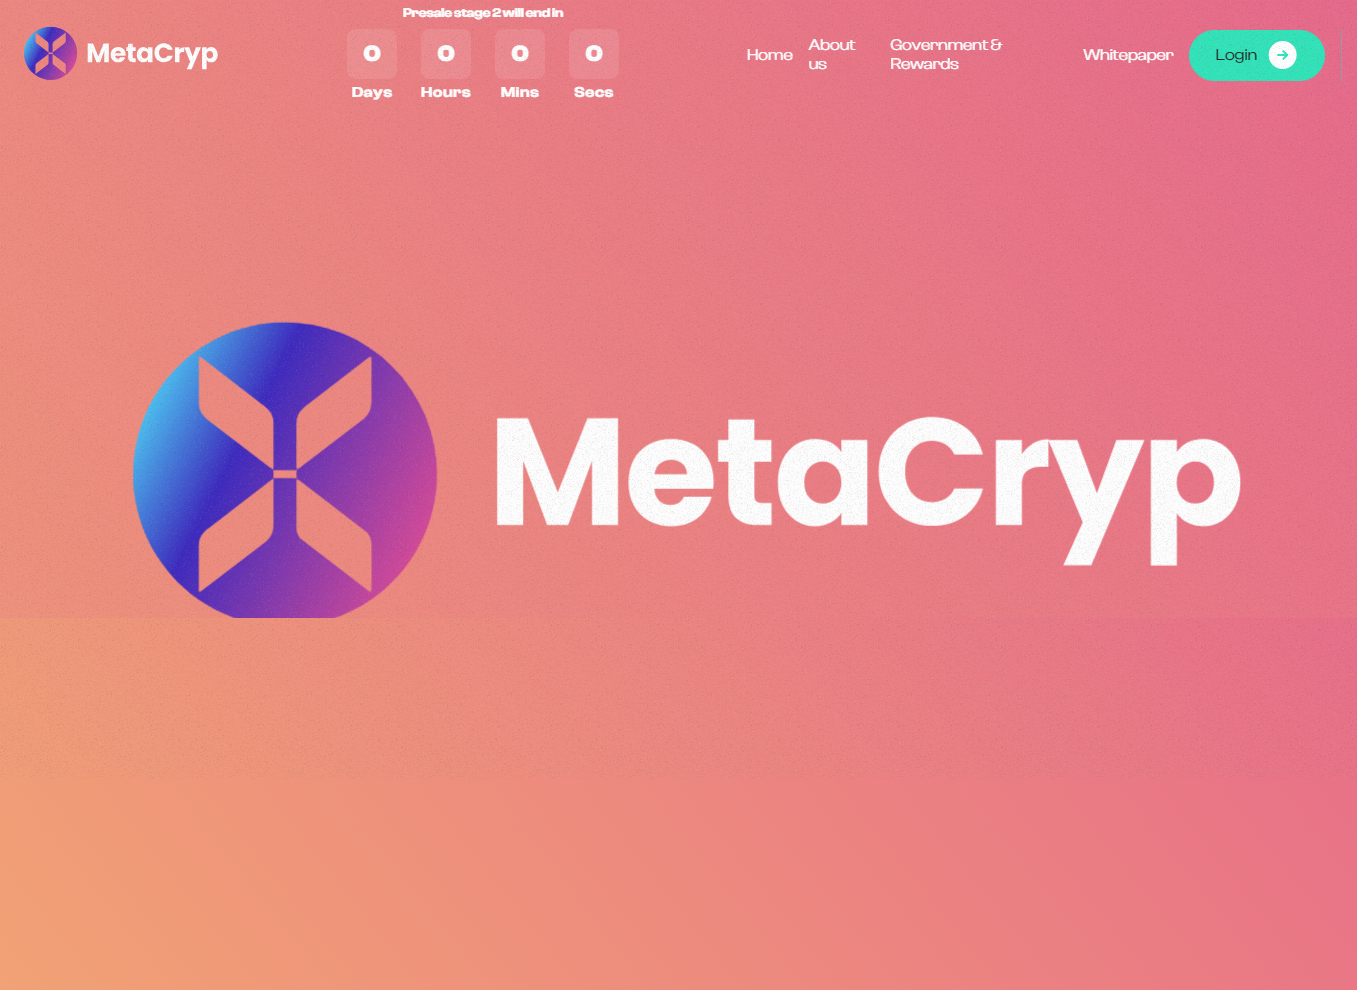 Presale stage 2 will end in
MetaCryp
0 0 0 0
Days Hours Mins Secs
Home
About
us
Government &
Rewards
Whitepaper
Login
MetaCryp